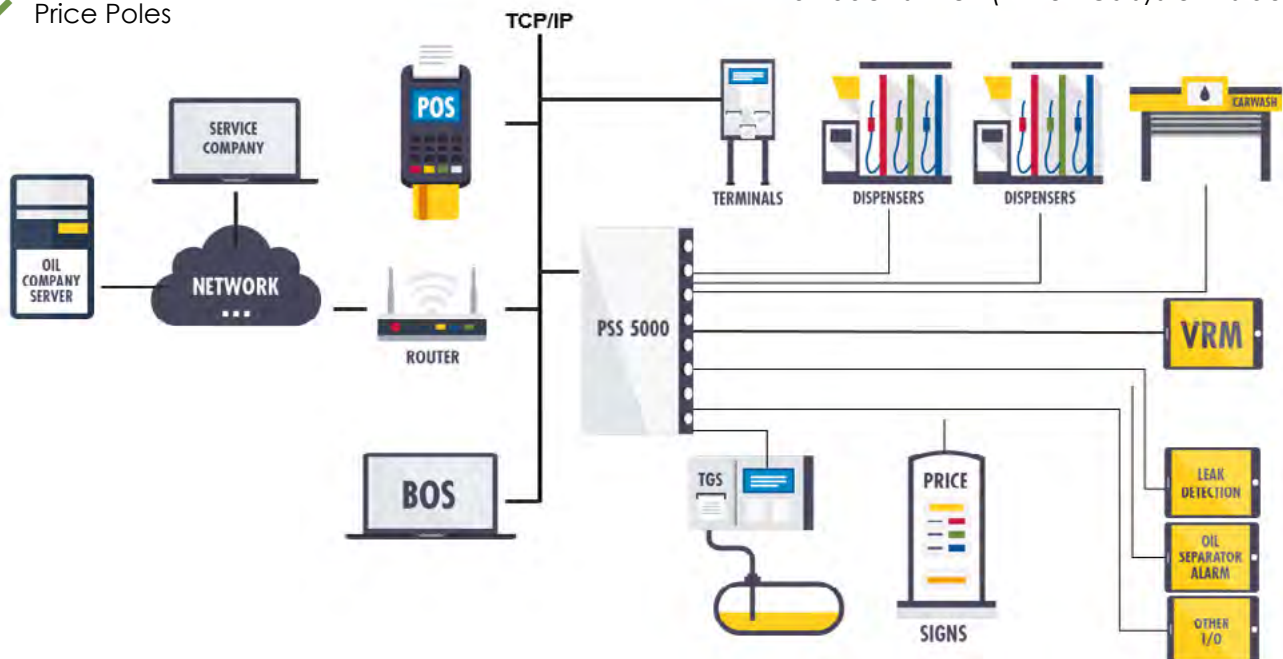 Price Poles
TCP/IP
POS
SERVICE
COMPANY
OIL
COMPANY
SERVER
NETWORK
ROUTER
BOS
PSS 5000
TERMINALS
DISPENSERS
DISPENSERS
CARWASH
VRM
TGS
PRICE
SIGNS
LEAK
DETECTION
OIL
SEPARATOR
ALARM
OTHER
I/O